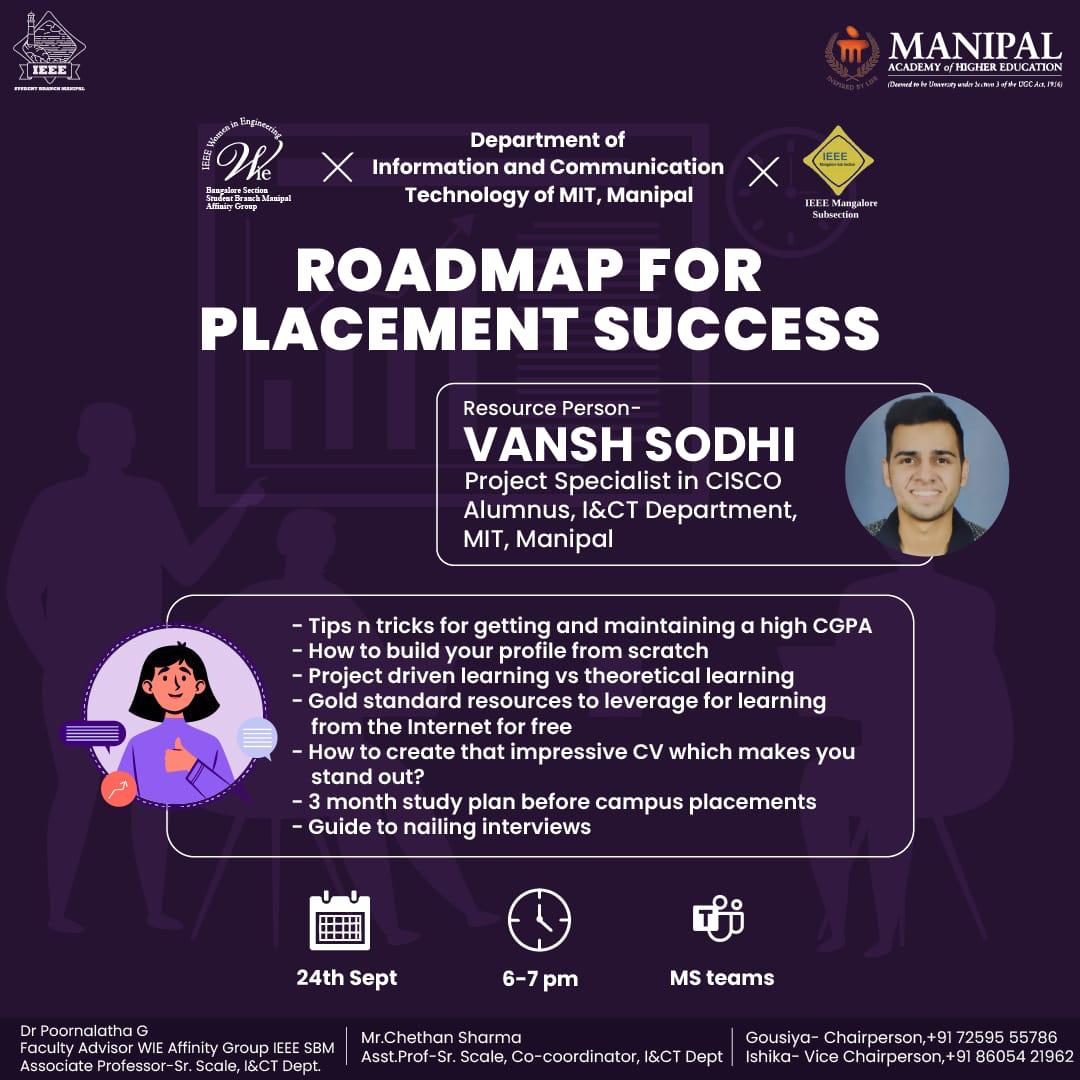 IEEE
STUDENT BRANCH MANIPAL
MANIPAL
ACADEMY of HIGHER EDUCATION
(Deemed to be University under Section 3 of the UGC Act, 1956)
INSPIRED BY LIFE
IEEE Women in Engineering
Wie
Bangalore Section
Student Branch Manipal
Affinity Group
Department of
Information and Communication
Technology of MIT, Manipal
IEEE
Mangalore Sub Section
IEEE Mangalore
Subsection
ROADMAP FOR
PLACEMENT SUCCESS
Resource Person-
VANSH SODHI
Project Specialist in CISCO
Alumnus, I&CT Department,
MIT, Manipal
- Tips n tricks for getting and maintaining a high CGPA
- How to build your profile from scratch
- Project driven learning vs theoretical learning
- Gold standard resources to leverage for learning
from the Internet for free
- How to create that impressive CV which makes you
stand out?
- 3 month study plan before campus placements
- Guide to nailing interviews
T
24th Sept
6-7 pm
MS teams
Dr Poornalatha G
Faculty Advisor WIE Affinity Group IEEE SBM
Associate Professor-Sr. Scale, I&CT Dept.
Mr.Chethan Sharma
Asst.Prof-Sr. Scale, Co-coordinator, I&CT Dept
Gousiya- Chairperson,+91 72595 55786
Ishika- Vice Chairperson,+91 86054 21962